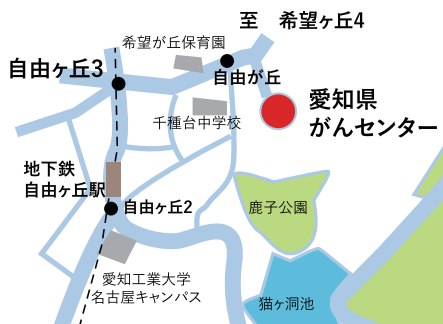 至 希望ヶ丘4
希望が丘保育園
自由ヶ丘3
自由が丘
愛知県
がんセンター
千種台中学校
地下鉄
自由ヶ丘駅
自由ヶ丘2
鹿子公園
愛知工業大学
名古屋キャンパス
猫ヶ洞池